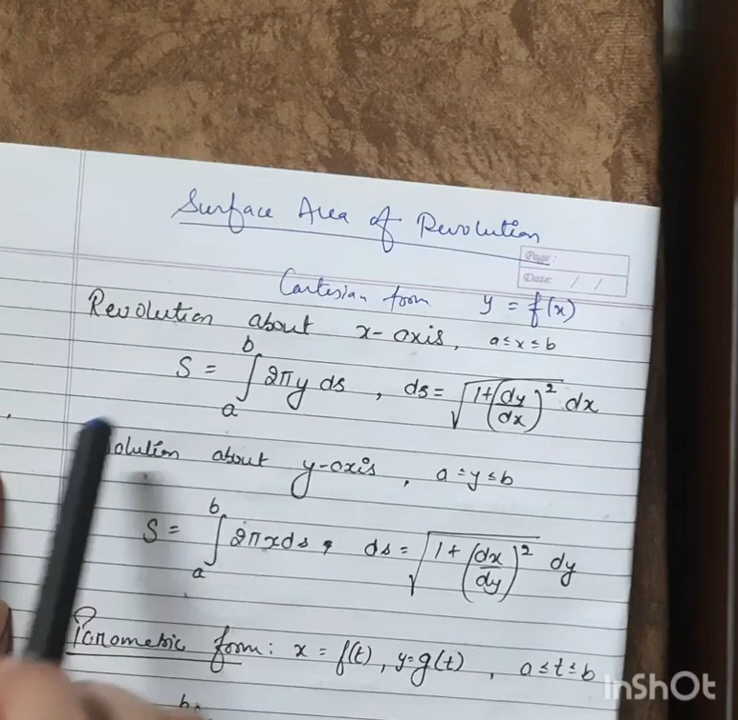 Surface Area of Revolution
Page:
Date: / /
Cartesian form y = f(x)
Revolution about x-axis, a ≤ x ≤ b
S = ∫_a^b 2πy ds , ds = √(1+(dy/dx)^2) dx
olution about y-axis, a ≤ y ≤ b
S = ∫_a^b 2πx ds , ds = √(1+(dx/dy)^2) dy
Parametric form: x = f(t), y = g(t) , a ≤ t ≤ b
b
InShOt